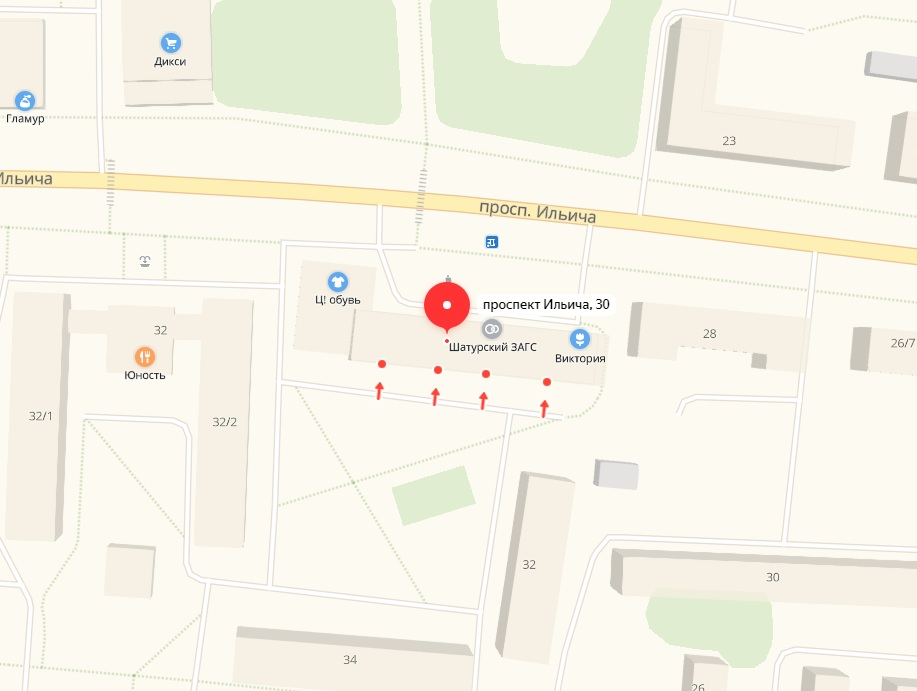 Дикси
Гламур
23
Ильича
просп. Ильича
Ц! обувь
проспект Ильича, 30
32
Шатурский ЗАГС
Виктория
28
26/7
Юность
32/1
32/2
32
30
34
26